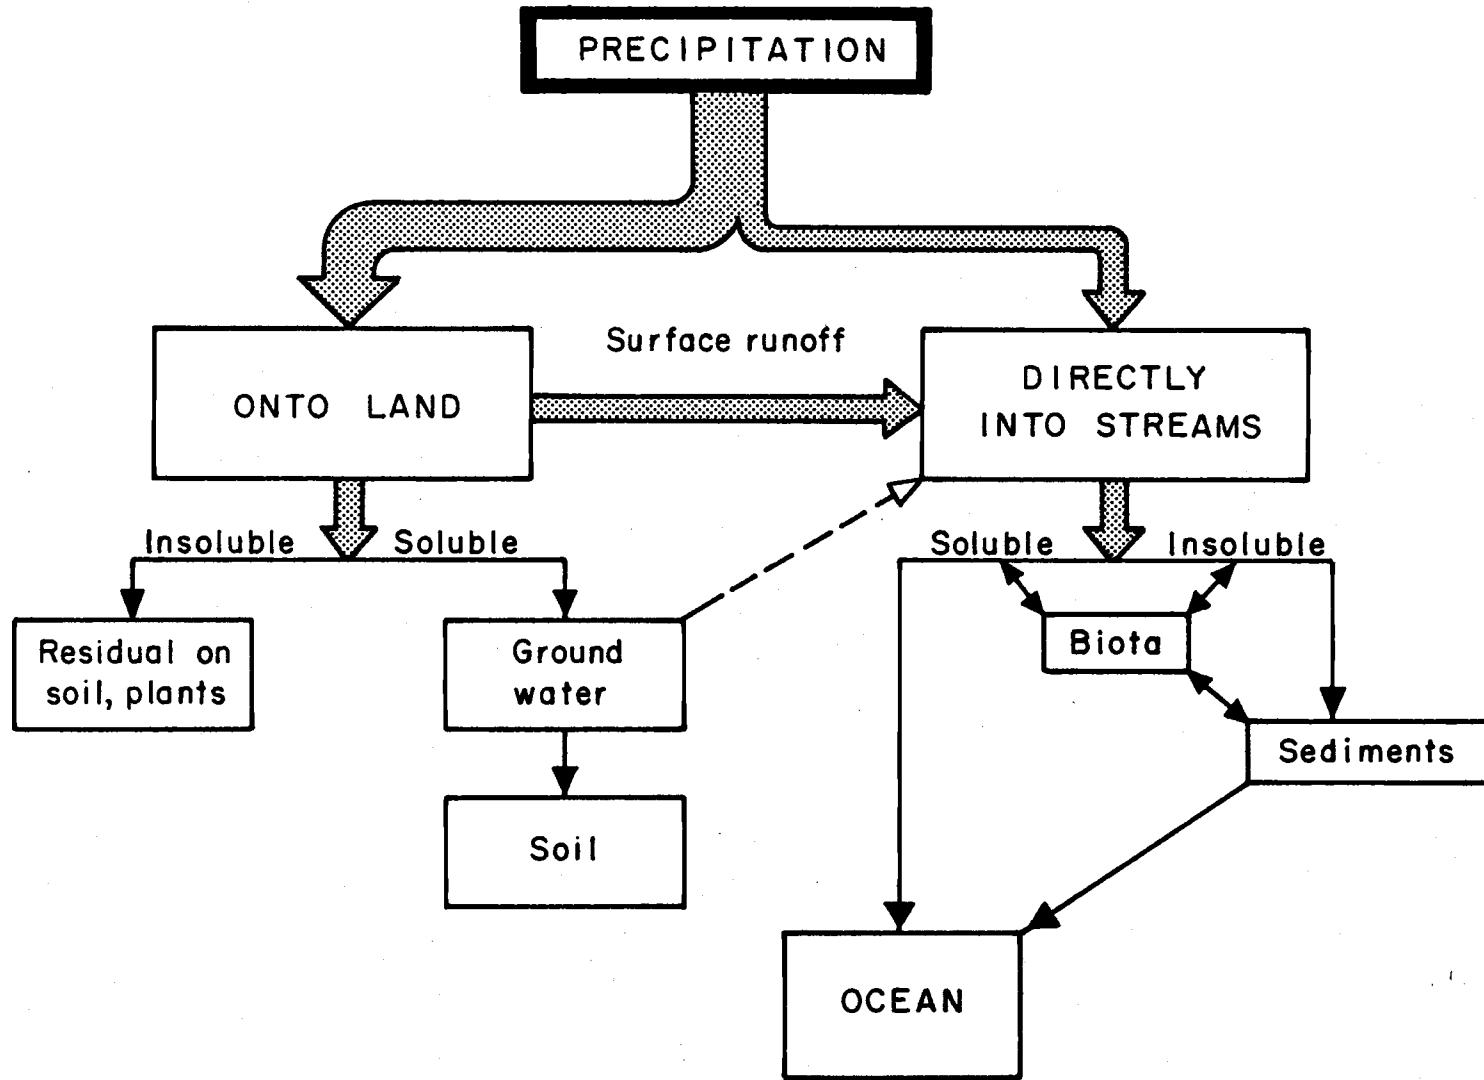 PRECIPITATION
Surface runoff
ONTO LAND
DIRECTLY
INTO STREAMS
Insoluble
Soluble
Soluble
Insoluble
Residual on
soil, plants
Ground
water
Biota
Sediments
Soil
OCEAN